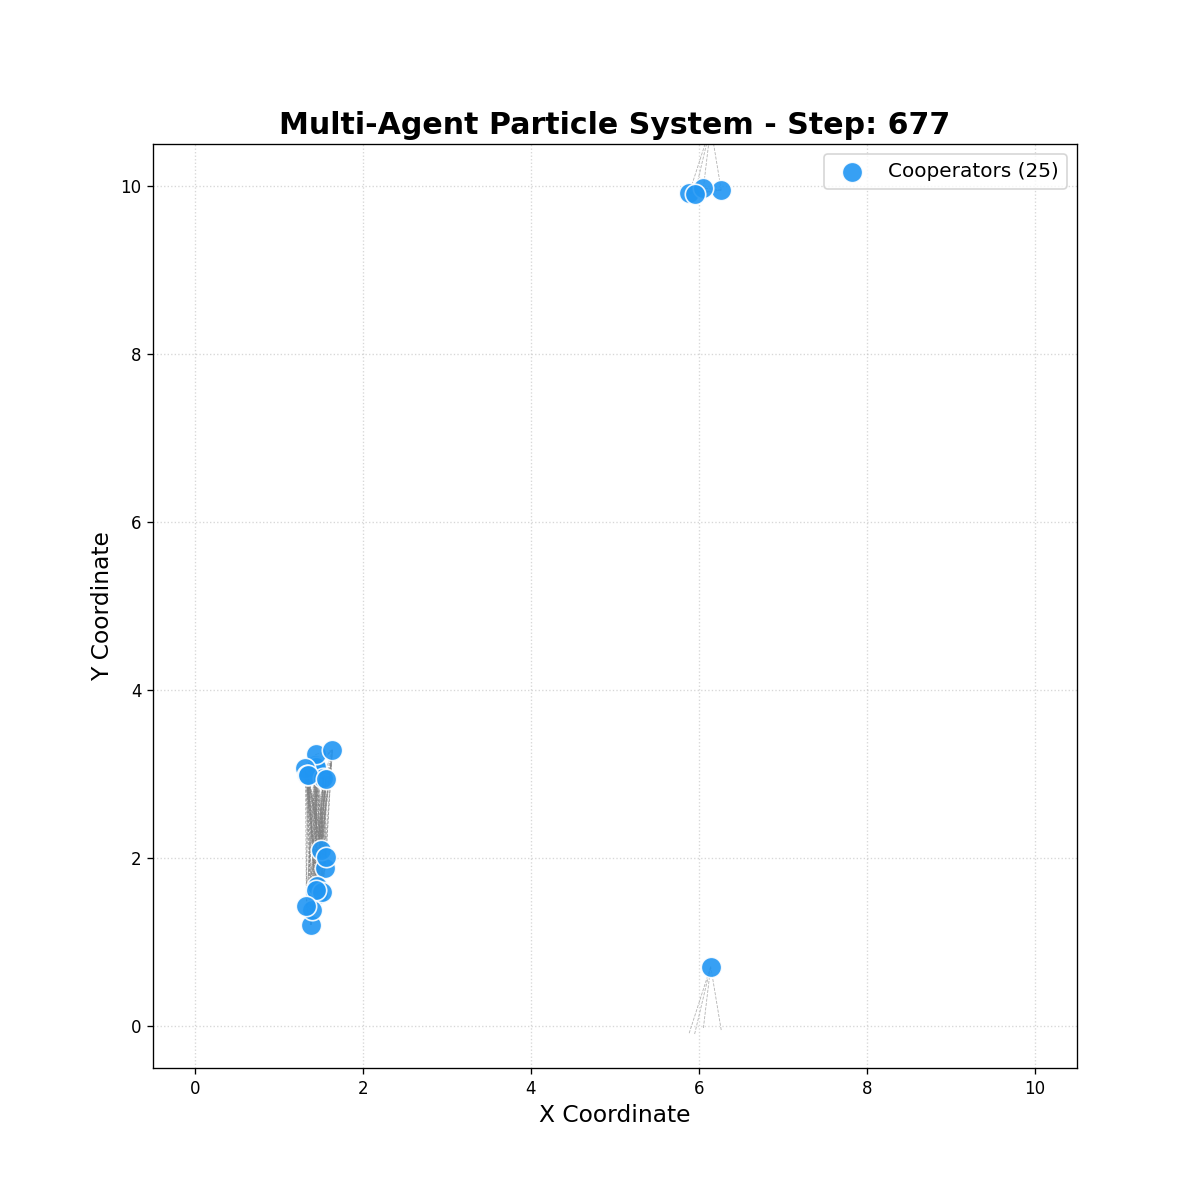 Multi-Agent Particle System - Step: 677
Cooperators (25)
10
8
6
4
2
0
Y Coordinate
0 2 4 6 8 10
X Coordinate